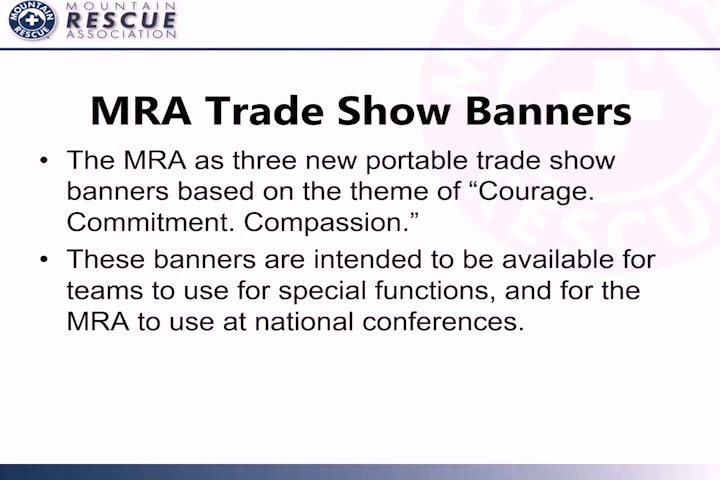 MOUNTAIN
RESCUE
ASSOCIATION
MOUNTAIN
RESCUE
MRA Trade Show Banners
• The MRA as three new portable trade show
banners based on the theme of “Courage.
Commitment. Compassion.”
• These banners are intended to be available for
teams to use for special functions, and for the
MRA to use at national conferences.